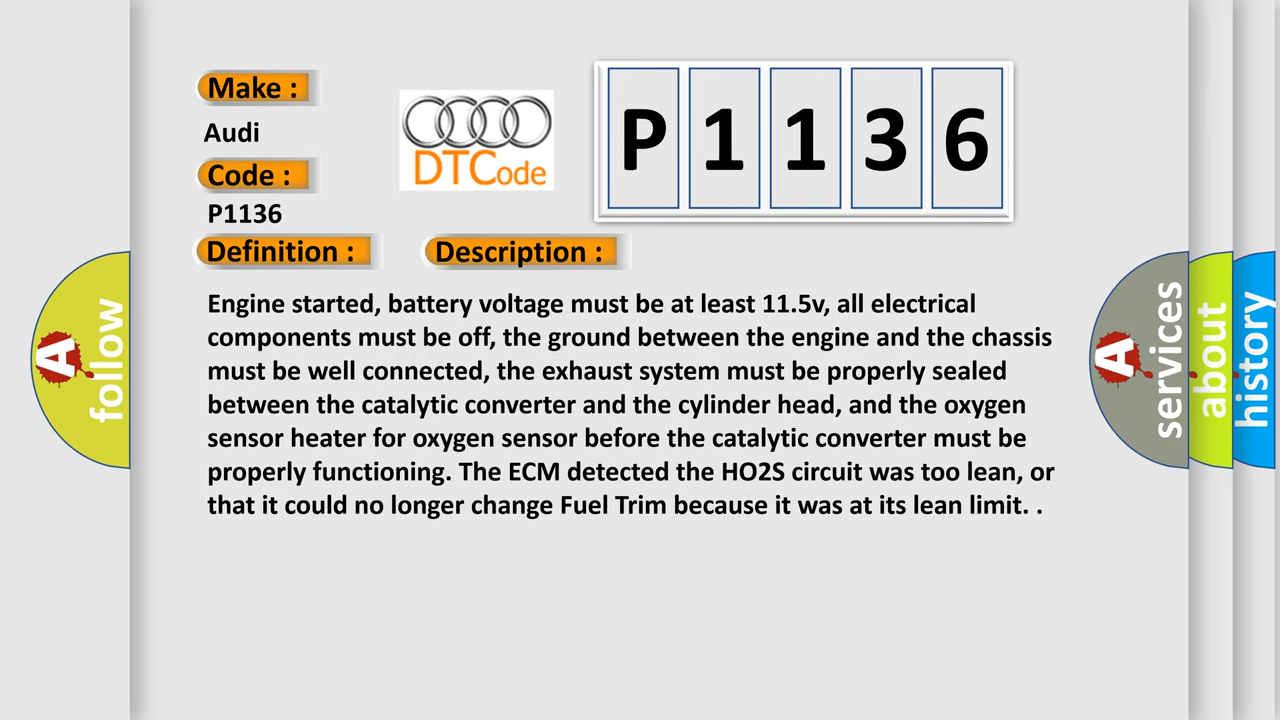 Make :
Audi
Code :
P1136
DTCode
P1136
Definition :
Description :
Engine started, battery voltage must be at least 11.5v, all electrical
components must be off, the ground between the engine and the chassis
must be well connected, the exhaust system must be properly sealed
between the catalytic converter and the cylinder head, and the oxygen
sensor heater for oxygen sensor before the catalytic converter must be
properly functioning The ECM detected the HO2S circuit was too lean, or
that it could no longer change Fuel Trim because it was at its lean limit. .
A
follow
A
services
about
history